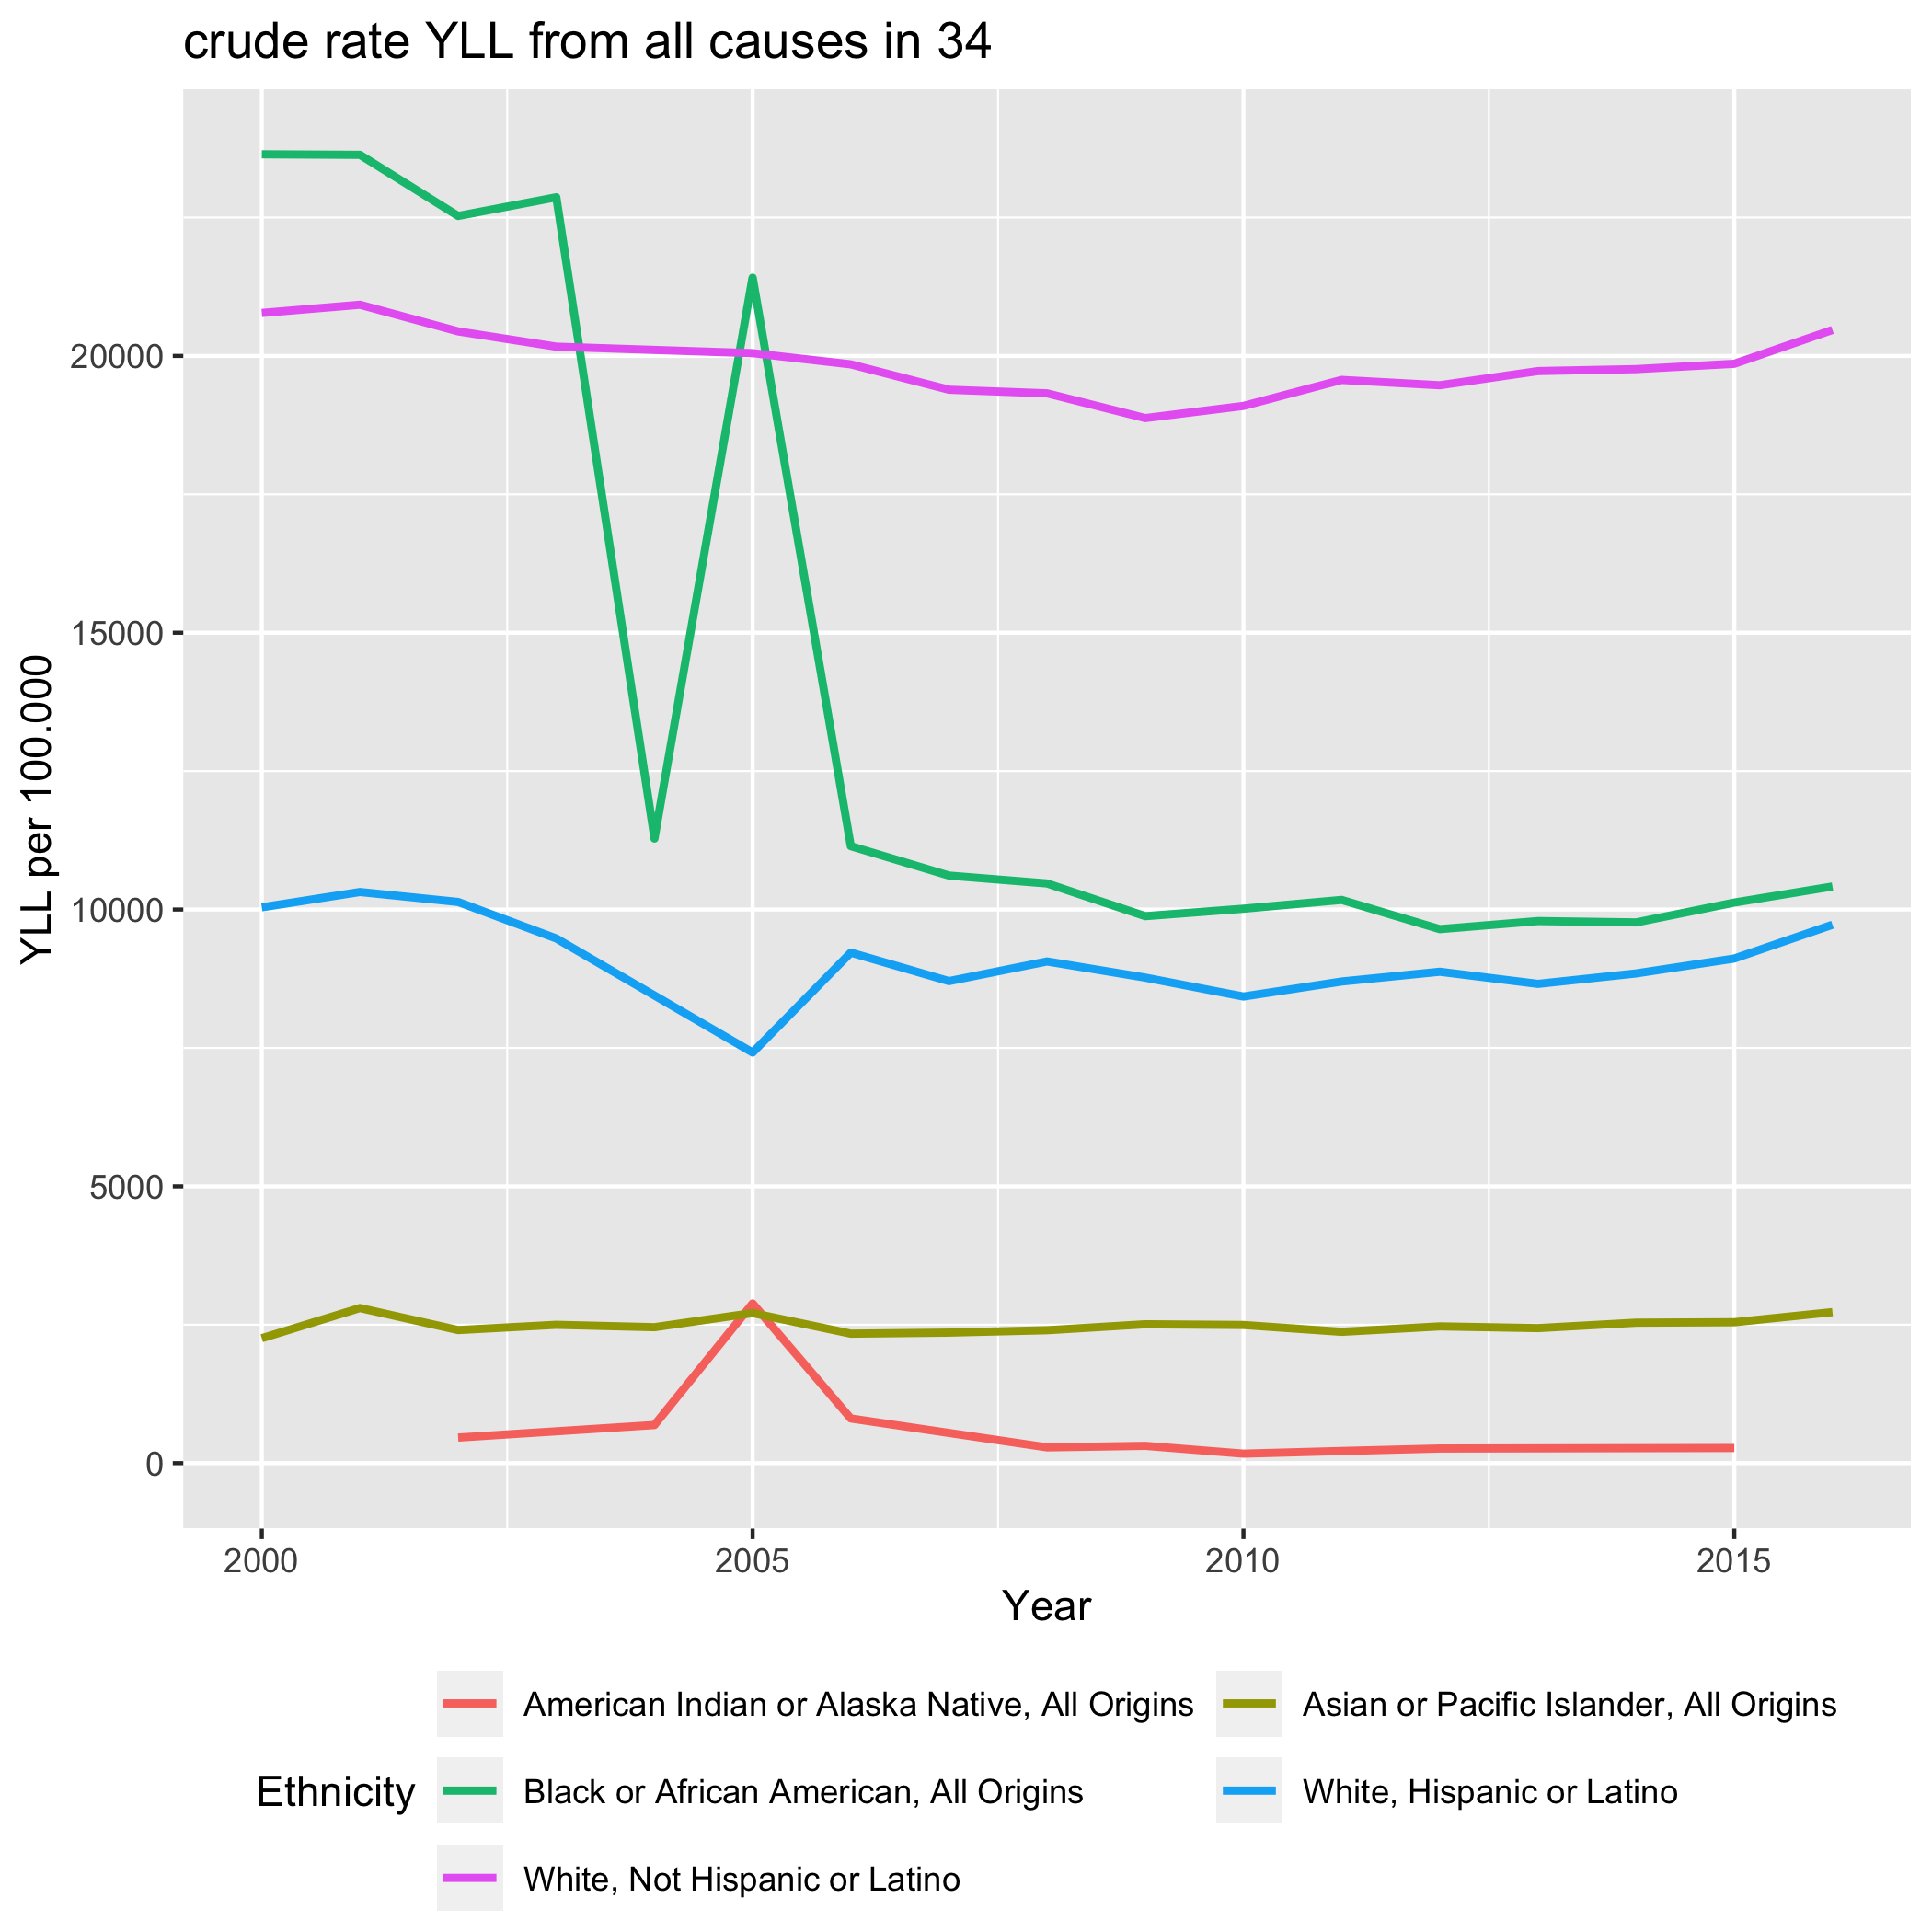 crude rate YLL from all causes in 34
YLL per 100.000
20000
15000
10000
5000
0
2000 2005 2010 2015
Year
Ethnicity
American Indian or Alaska Native, All Origins
Asian or Pacific Islander, All Origins
Black or African American, All Origins
White, Hispanic or Latino
White, Not Hispanic or Latino